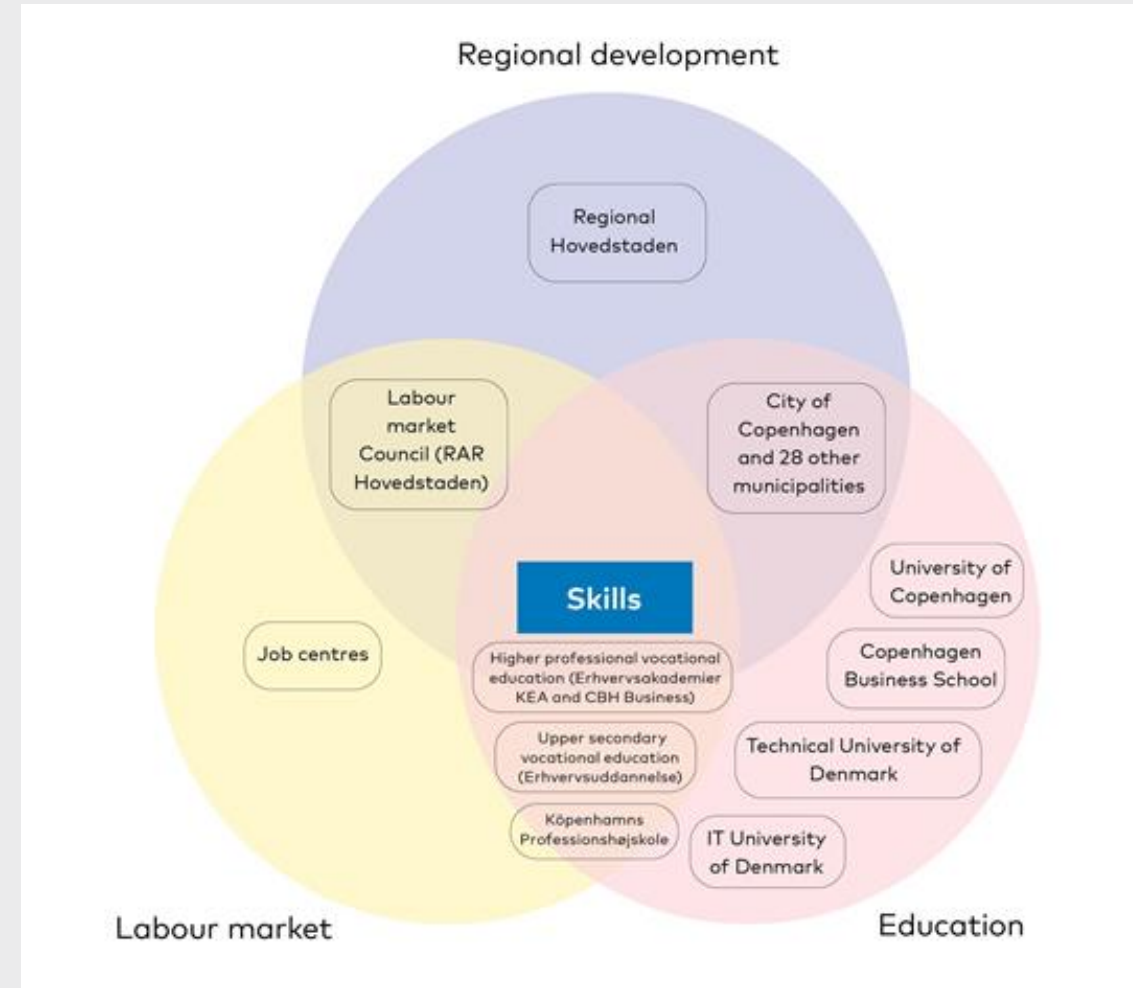 Regional development
Regional
Hovedstaden
Labour
market
Council (RAR
Hovedstaden)
City of
Copenhagen
and 28 other
municipalities
University of
Copenhagen
Skills
Job centres
Higher professional vocational
education (Erhvervsakademier
KEA and CBH Business)
Copenhagen
Business School
Upper secondary
vocational education
(Erhvervsuddannelse)
Technical University of
Denmark
Köpenhamns
Professionshøjskole
IT University
of Denmark
Labour market
Education